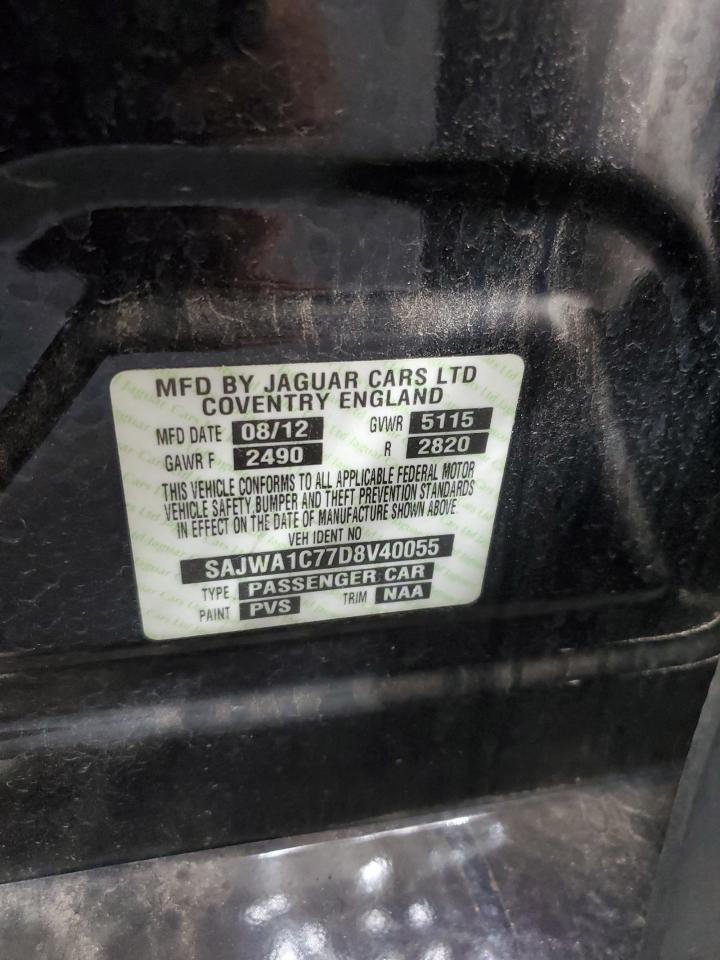 MFD BY JAGUAR CARS LTD
COVENTRY ENGLAND
MFD DATE 08/12 GVWR 5115
GAWR F 2490 R 2820
THIS VEHICLE CONFORMS TO ALL APPLICABLE FEDERAL MOTOR
VEHICLE SAFETY,BUMPER AND THEFT PREVENTION STANDARDS
IN EFFECT ON THE DATE OF MANUFACTURE SHOWN ABOVE
VEH IDENT NO
SAJWA1C77D8V40055
TYPE PASSENGER CAR
PAINT PVS TRIM NAA